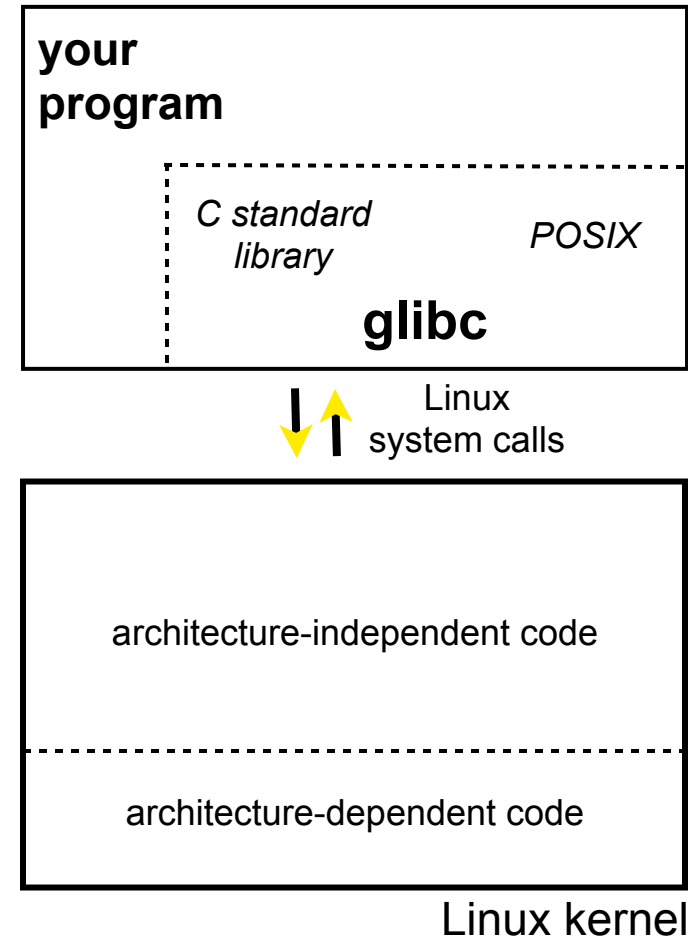 your
program
C standard
library
POSIX
glibc
Linux
system calls
architecture-independent code
architecture-dependent code
Linux kernel